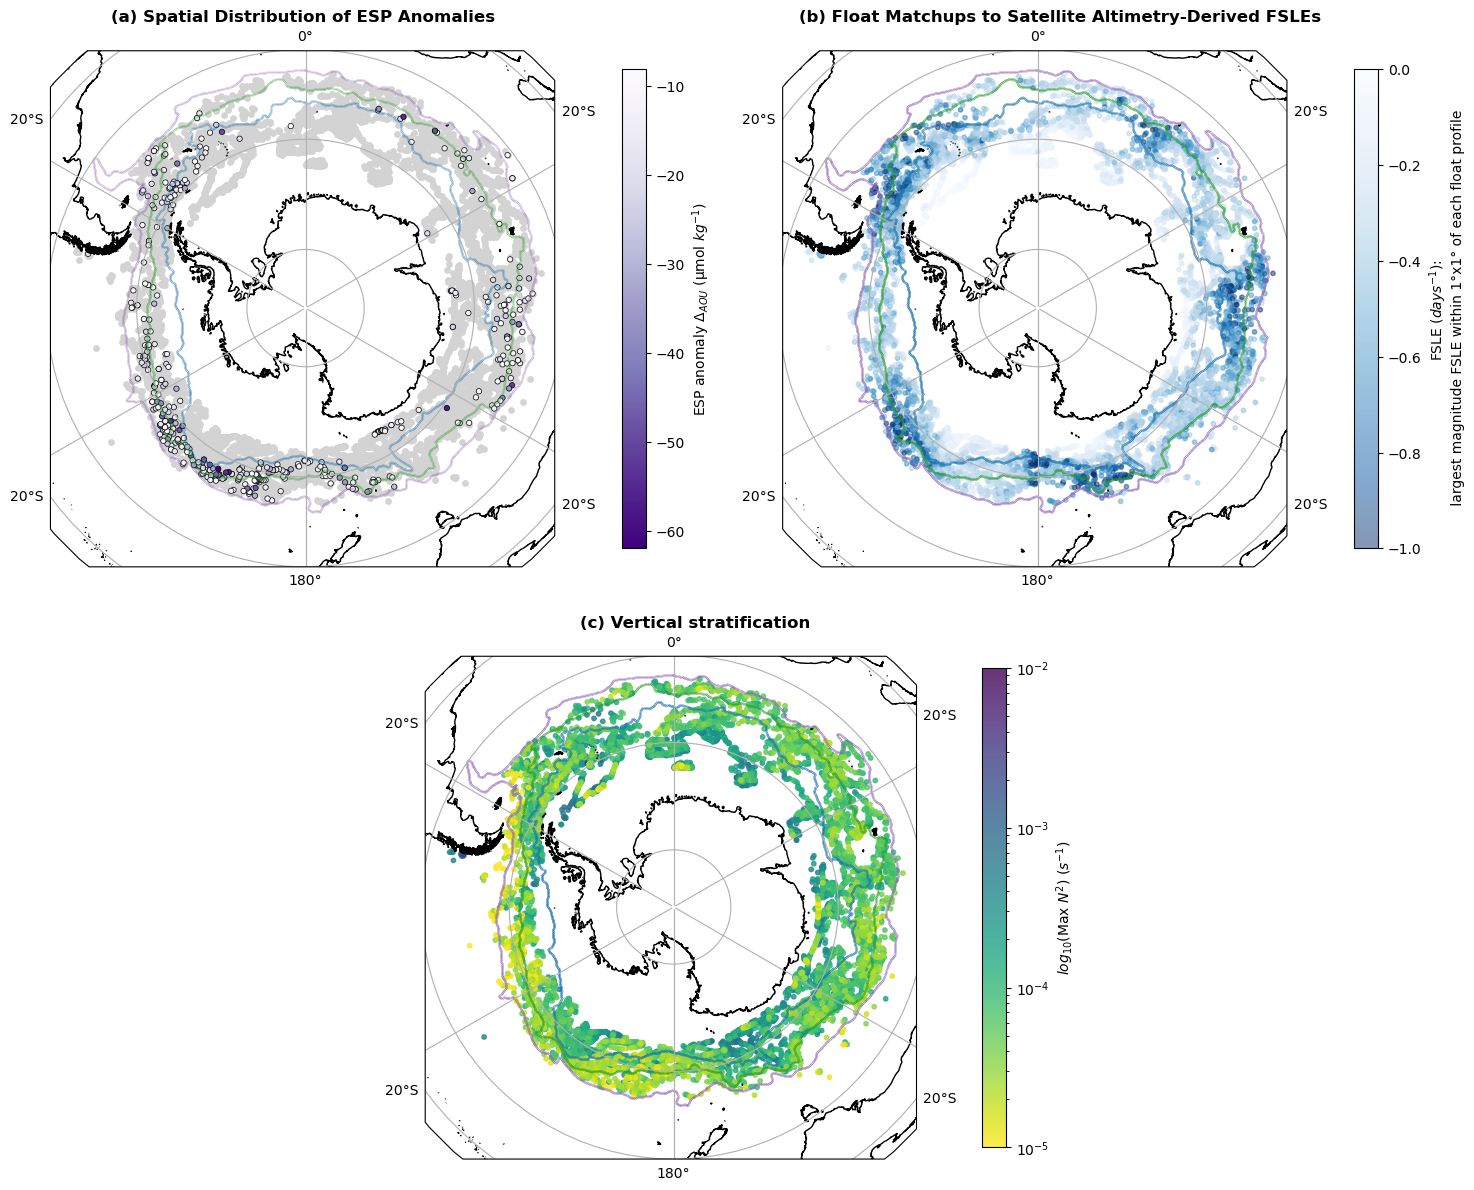 (a) Spatial Distribution of ESP Anomalies
0°
20°S
20°S
20°S
20°S
180°
−10
−20
−30
−40
−50
−60
ESP anomaly Δ_AOU (μmol kg⁻¹)
(b) Float Matchups to Satellite Altimetry-Derived FSLEs
0°
20°S
20°S
20°S
20°S
180°
0.0
−0.2
−0.4
−0.6
−0.8
−1.0
FSLE (days⁻¹):
largest magnitude FSLE within 1°x1° of each float profile
(c) Vertical stratification
0°
20°S
20°S
20°S
20°S
180°
10⁻²
10⁻³
10⁻⁴
10⁻⁵
log₁₀(Max N²) (s⁻¹)